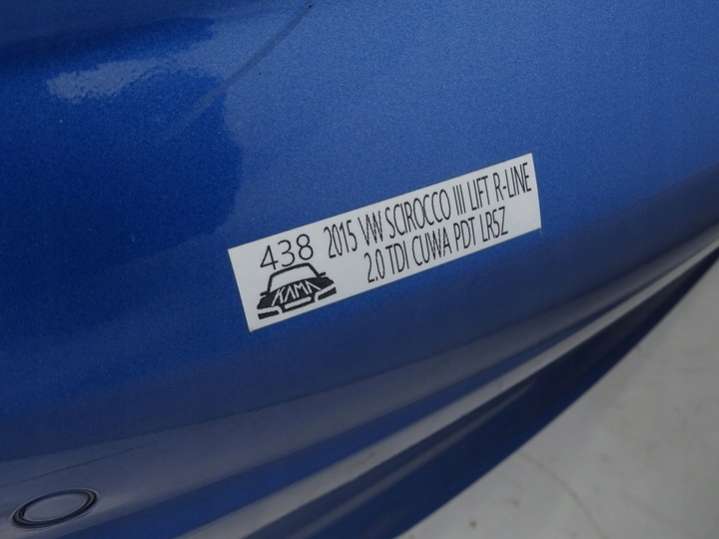 438
KAMA
2015 VW SCIROCCO III LIFT R-LINE
2.0 TDI CUWA PDT LR5Z